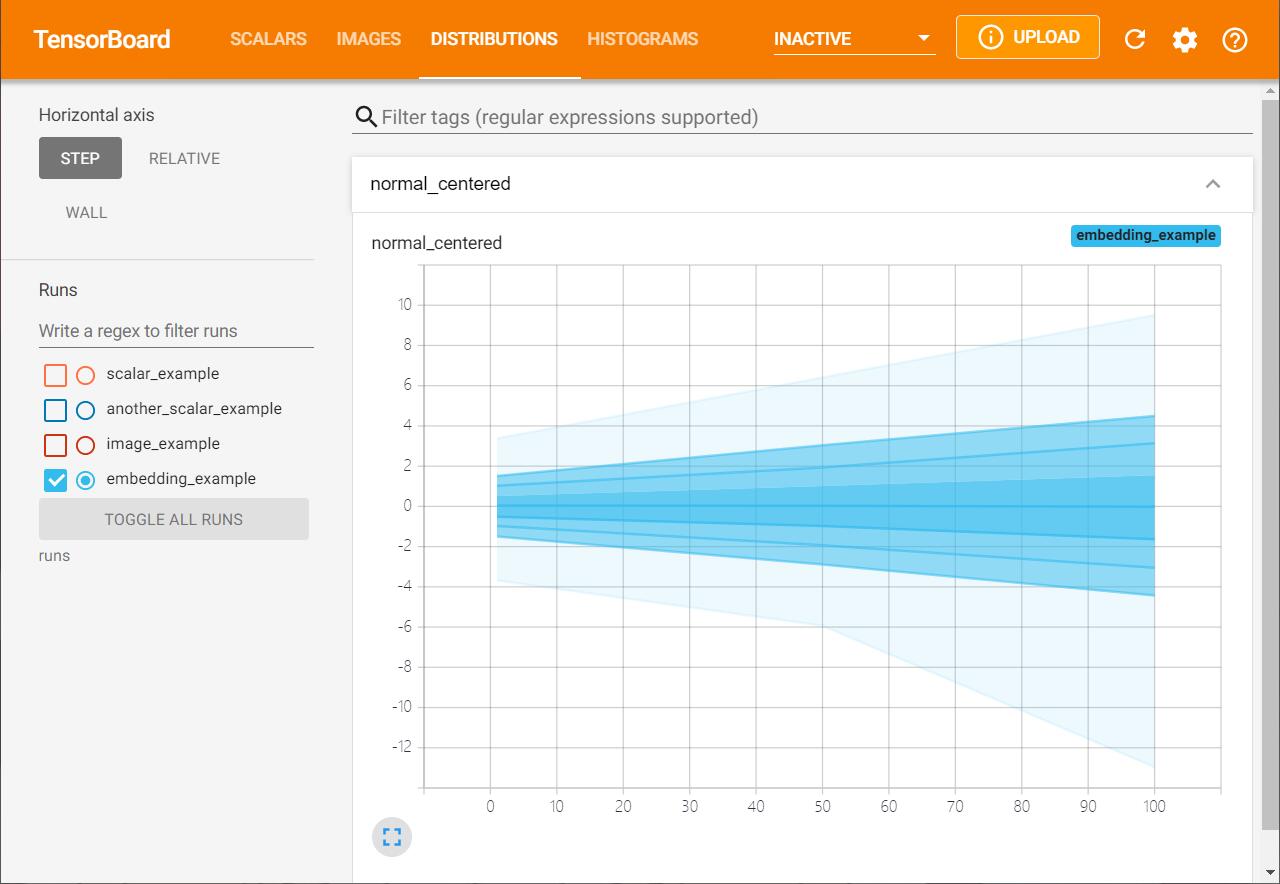 TensorBoard SCALARS IMAGES DISTRIBUTIONS HISTOGRAMS INACTIVE UPLOAD
Horizontal axis
STEP RELATIVE
WALL
Runs
Write a regex to filter runs
scalar_example
another_scalar_example
image_example
embedding_example
TOGGLE ALL RUNS
runs
Filter tags (regular expressions supported)
normal_centered
normal_centered
embedding_example
10
8
6
4
2
0
-2
-4
-6
-8
-10
-12
0 10 20 30 40 50 60 70 80 90 100